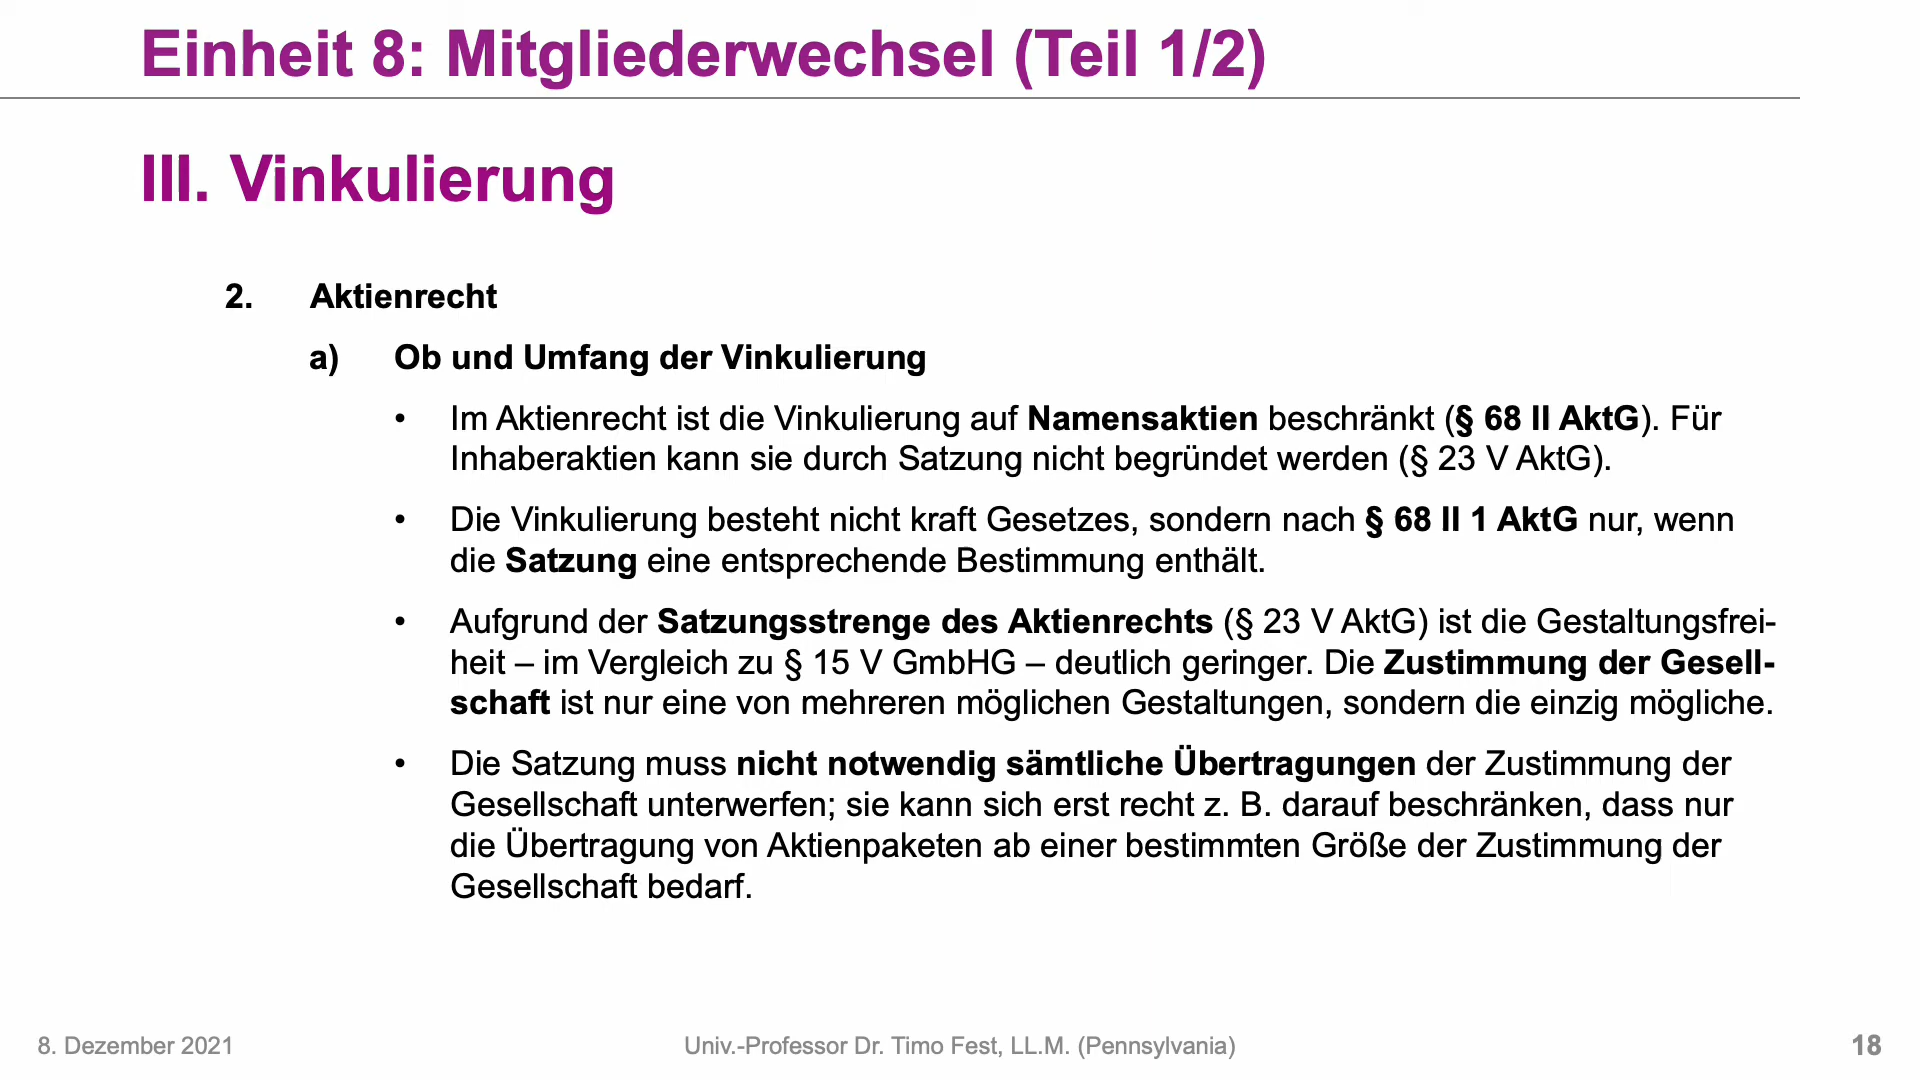 Einheit 8: Mitgliederwechsel (Teil 1/2)
III. Vinkulierung
2. Aktienrecht
a) Ob und Umfang der Vinkulierung
• Im Aktienrecht ist die Vinkulierung auf Namensaktien beschränkt (§ 68 II AktG). Für
Inhaberaktien kann sie durch Satzung nicht begründet werden (§ 23 V AktG).
• Die Vinkulierung besteht nicht kraft Gesetzes, sondern nach § 68 II 1 AktG nur, wenn
die Satzung eine entsprechende Bestimmung enthält.
• Aufgrund der Satzungsstrenge des Aktienrechts (§ 23 V AktG) ist die Gestaltungsfrei-
heit – im Vergleich zu § 15 V GmbHG – deutlich geringer. Die Zustimmung der Gesell-
schaft ist nur eine von mehreren möglichen Gestaltungen, sondern die einzig mögliche.
• Die Satzung muss nicht notwendig sämtliche Übertragungen der Zustimmung der
Gesellschaft unterwerfen; sie kann sich erst recht z. B. darauf beschränken, dass nur
die Übertragung von Aktienpaketen ab einer bestimmten Größe der Zustimmung der
Gesellschaft bedarf.
8. Dezember 2021
Univ.-Professor Dr. Timo Fest, LL.M. (Pennsylvania)
18